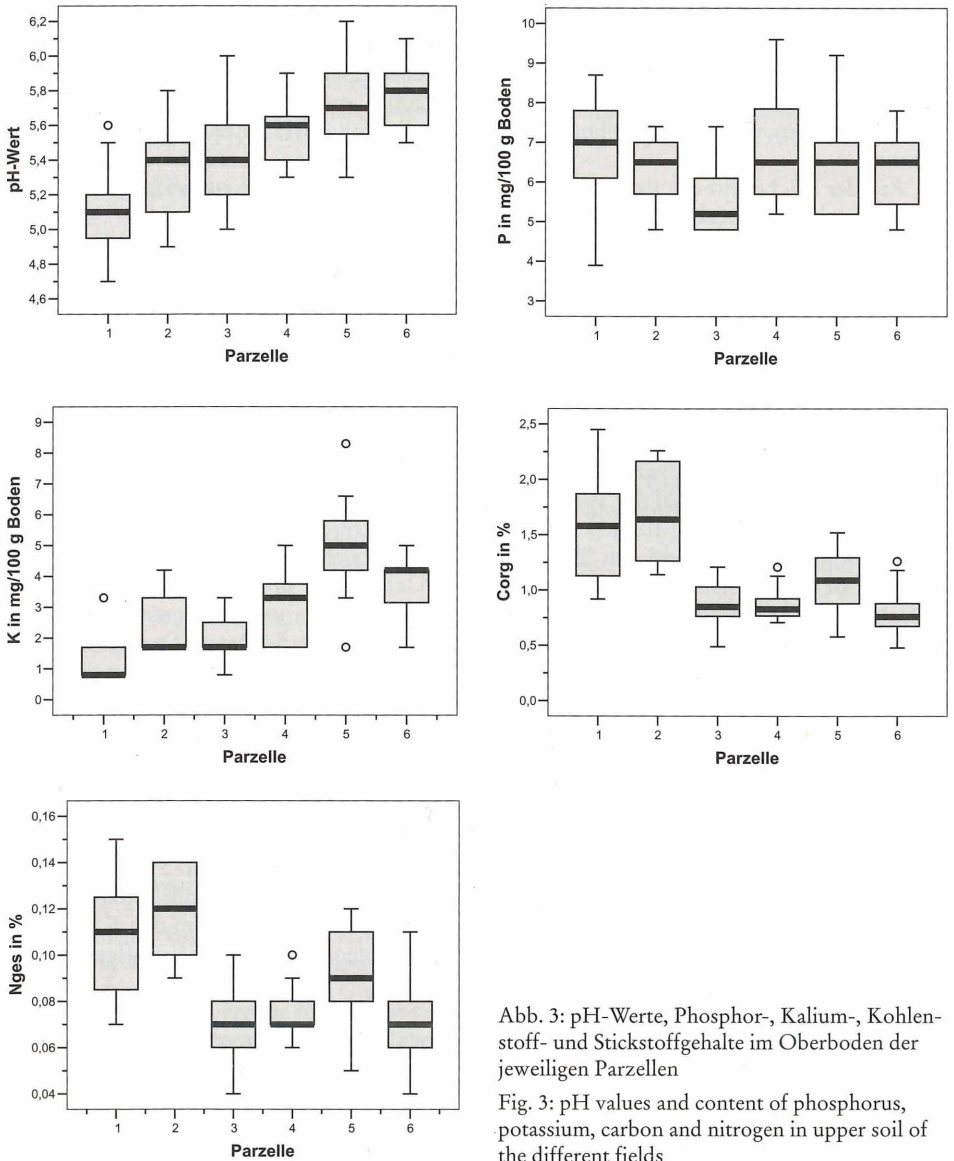 6,2
6,0
5,8
5,6
5,4
5,2
5,0
4,8
4,6
pH-Wert
1 2 3 4 5 6
Parzelle
10
9
8
7
6
5
4
3
P in mg/100 g Boden
1 2 3 4 5 6
Parzelle
9
8
7
6
5
4
3
2
1
0
K in mg/100 g Boden
1 2 3 4 5 6
Parzelle
2,5
2,0
1,5
1,0
0,5
0,0
Corg in %
1 2 3 4 5 6
Parzelle
0,16
0,14
0,12
0,10
0,08
0,06
0,04
Nges in %
1 2 3 4 5 6
Parzelle
Abb. 3: pH-Werte, Phosphor-, Kalium-, Kohlen-
stoff- und Stickstoffgehalte im Oberboden der
jeweiligen Parzellen
Fig. 3: pH values and content of phosphorus,
potassium, carbon and nitrogen in upper soil of
the different fields